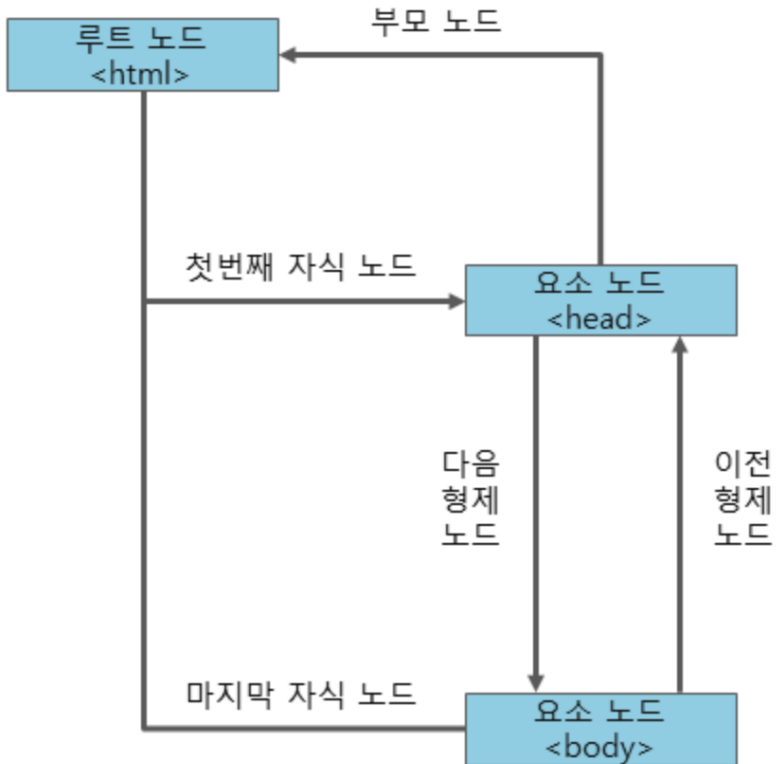 부모 노드
루트 노드
<html>
첫번째 자식 노드
요소 노드
<head>
다음
형제
노드
이전
형제
노드
마지막 자식 노드
요소 노드
<body>